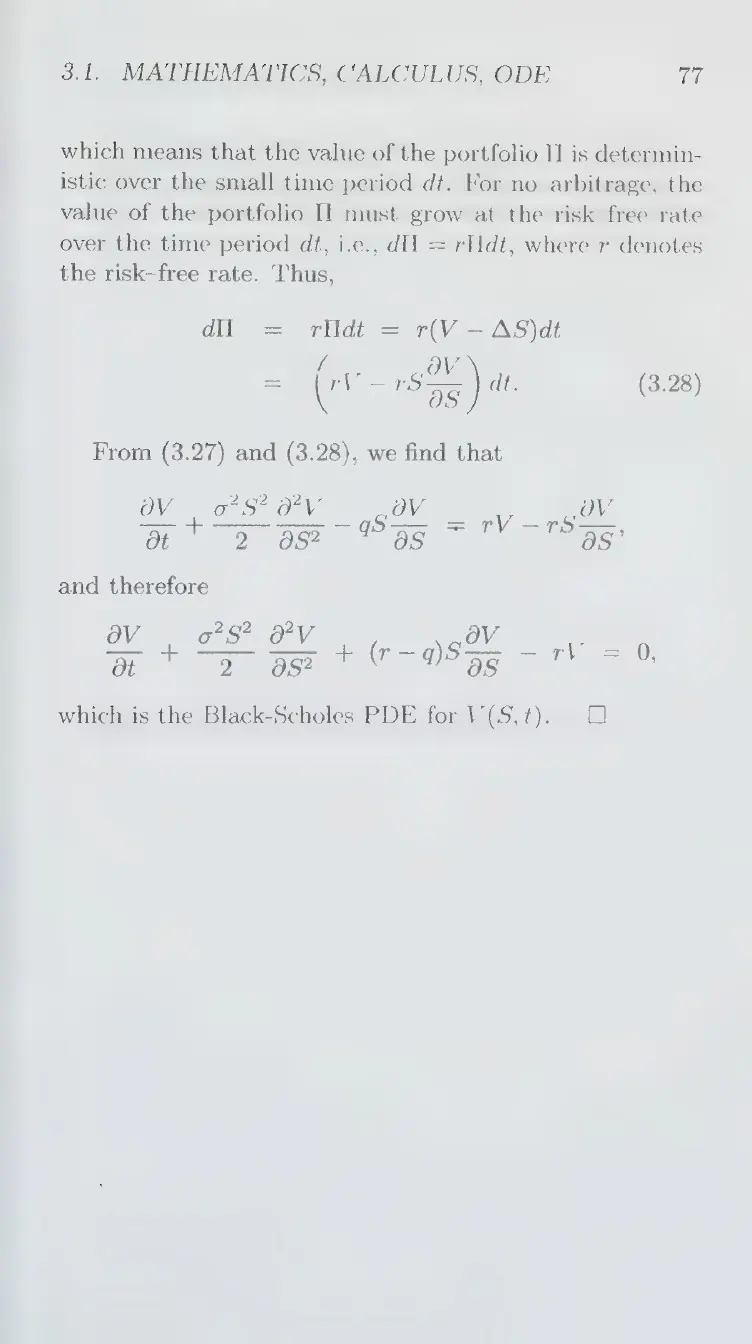 3.1. MATHEMATICS, CALCULUS, ODE 77
which means that the value of the portfolio Π is determin-
istic over the small time period dt. For no arbitrage, the
value of the portfolio Π must grow at the risk free rate
over the time period dt, i.e., dΠ = rΠdt, where r denotes
the risk-free rate. Thus,
dΠ = rΠdt = r(V − ΔS)dt
= (rV − rS ∂V/∂S) dt. (3.28)
From (3.27) and (3.28), we find that
∂V/∂t + σ²S²/2 ∂²V/∂S² − qS ∂V/∂S = rV − rS ∂V/∂S,
and therefore
∂V/∂t + σ²S²/2 ∂²V/∂S² + (r − q)S ∂V/∂S − rV = 0,
which is the Black-Scholes PDE for V(S, t). □